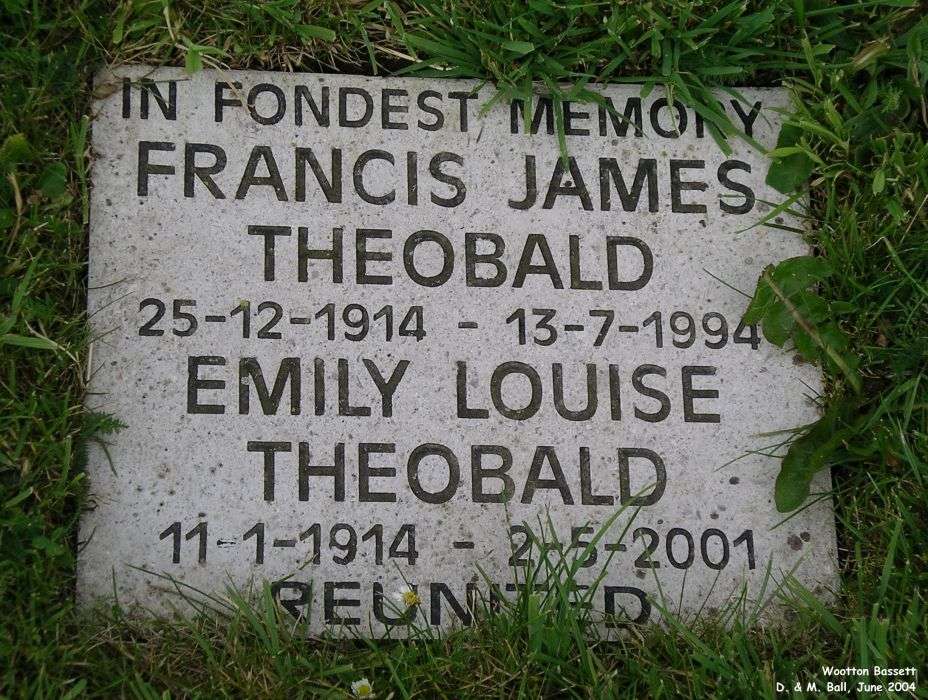 IN FONDEST MEMORY
FRANCIS JAMES
THEOBALD
25-12-1914 - 13-7-1994
EMILY LOUISE
THEOBALD
11-1-1914 - 2-5-2001
REUNITED
Wootton Bassett
D. & M. Ball, June 2004